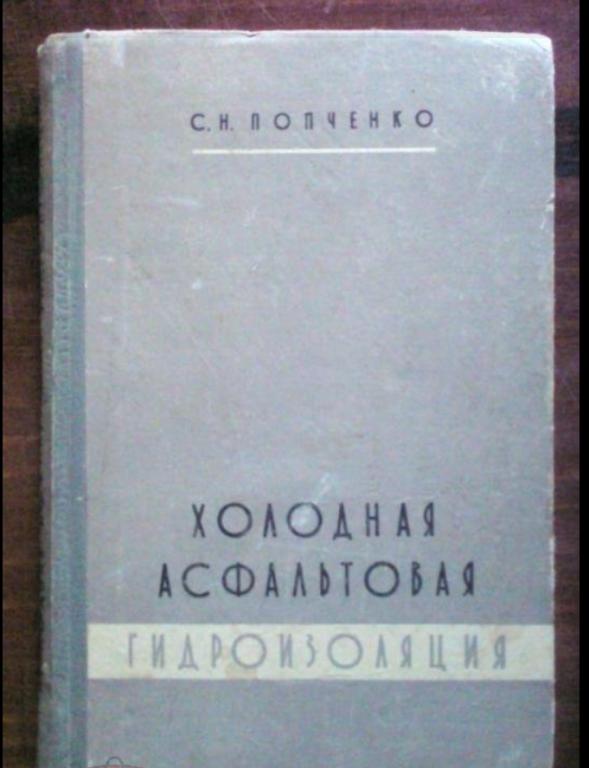 С. Н. ПОПЧЕНКО
ХОЛОДНАЯ
АСФАЛЬТОВАЯ
ГИДРОИЗОЛЯЦИЯ